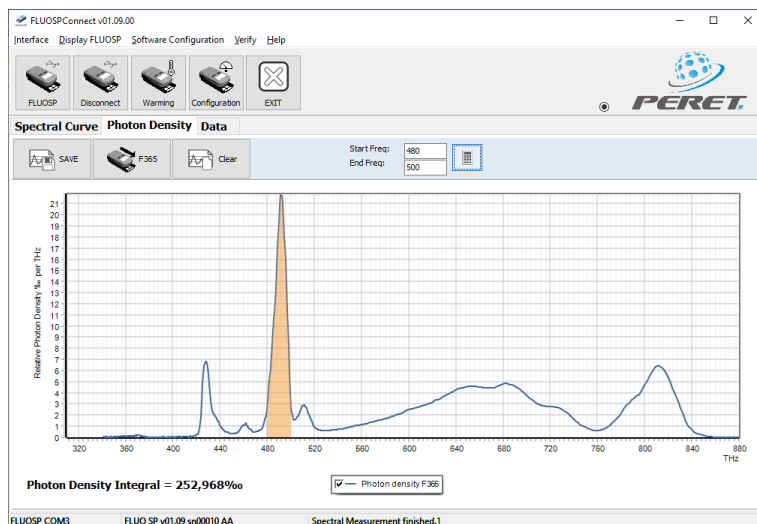 FLUOSPConnect v01.09.00
Interface Display FLUOSP Software Configuration Verify Help
FLUOSP Disconnect Warming Configuration EXIT
PERET.
Spectral Curve Photon Density Data
SAVE F365 Clear
Start Freq: 480
End Freq: 500
Relative Photon Density ‰ per THz
21
20
19
18
17
16
15
14
13
12
11
10
9
8
7
6
5
4
3
2
1
0
320 360 400 440 480 520 560 600 640 680 720 760 800 840 880
THz
Photon Density Integral = 252,968‰
Photon density F365
FLUOSP COM3 FLUO SP v01.09 sn00010 AA Spectral Measurement finished.1